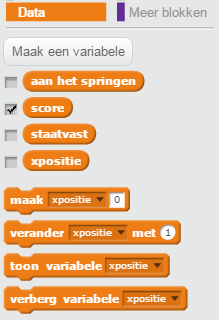 Data Meer blokken
Maak een variabele
aan het springen
score
staatvast
xpositie
maak xpositie 0
verander xpositie met 1
toon variabele xpositie
verberg variabele xpositie